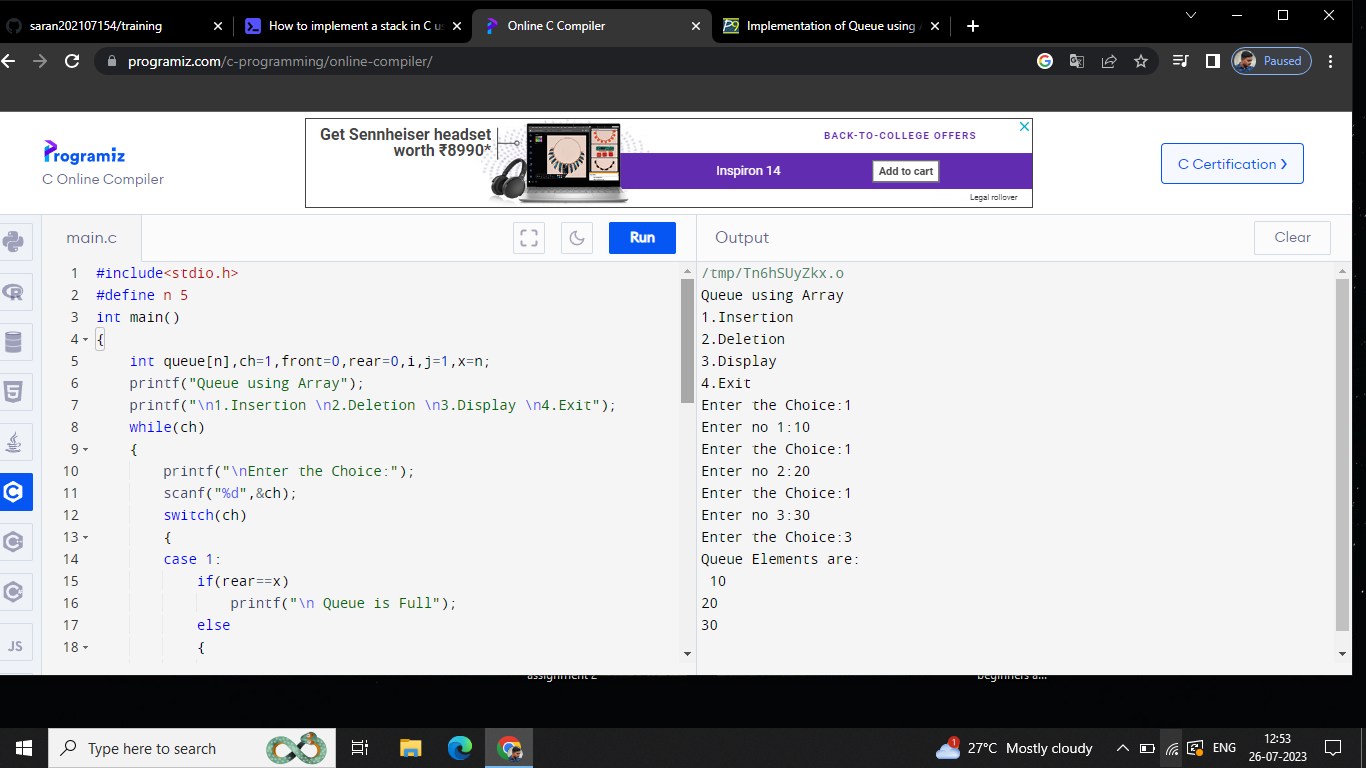 saran202107154/training
How to implement a stack in C us
Online C Compiler
Implementation of Queue using A
programiz.com/c-programming/online-compiler/
Paused
Get Sennheiser headset
worth ₹8990*
BACK-TO-COLLEGE OFFERS
Inspiron 14
Add to cart
Legal rollover
Programiz
C Online Compiler
C Certification
main.c
Run
Output
Clear
1 #include<stdio.h>
2 #define n 5
3 int main()
4 {
5 int queue[n],ch=1,front=0,rear=0,i,j=1,x=n;
6 printf("Queue using Array");
7 printf("\n1.Insertion \n2.Deletion \n3.Display \n4.Exit");
8 while(ch)
9 {
10 printf("\nEnter the Choice:");
11 scanf("%d",&ch);
12 switch(ch)
13 {
14 case 1:
15 if(rear==x)
16 printf("\n Queue is Full");
17 else
18 {
JS
/tmp/Tn6hSUyZkx.o
Queue using Array
1.Insertion
2.Deletion
3.Display
4.Exit
Enter the Choice:1
Enter no 1:10
Enter the Choice:1
Enter no 2:20
Enter the Choice:1
Enter no 3:30
Enter the Choice:3
Queue Elements are:
10
20
30
assignment 2
beginners a...
Type here to search
1
27°C Mostly cloudy
ENG
12:53
26-07-2023